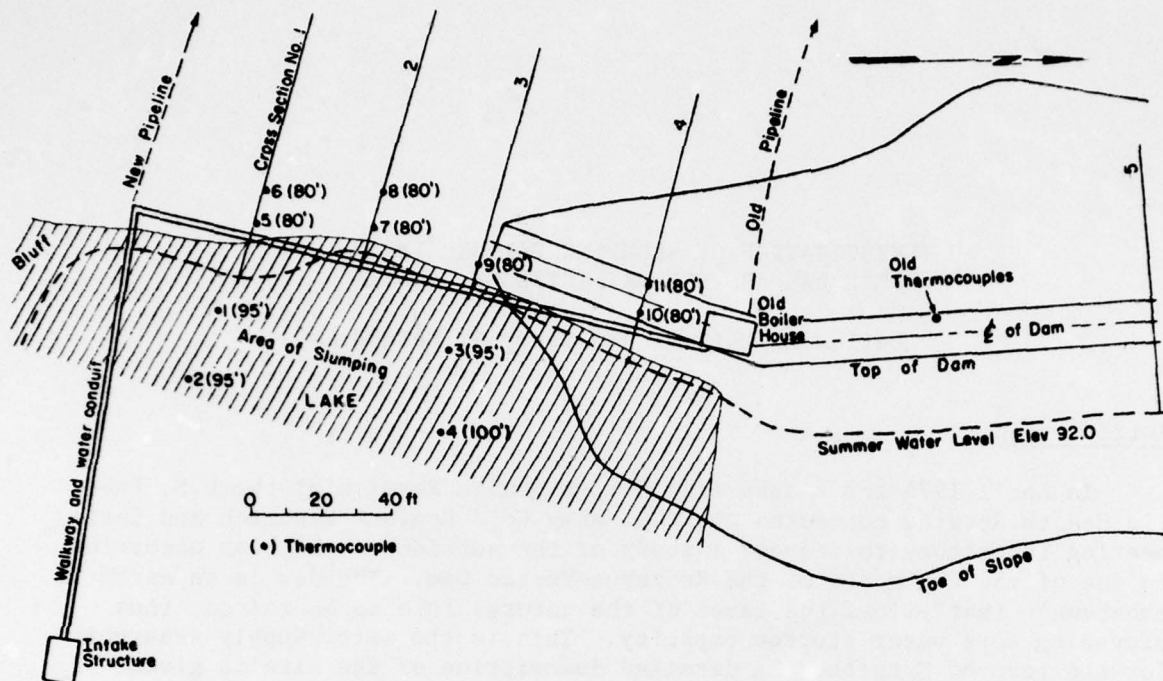 New Pipeline
Cross Section No. 1
2
3
4
Old Pipeline
N
5
6 (80')
8 (80')
5 (80')
7 (80')
Bluff
9 (80')
11 (80')
Old
Thermocouples
10 (80')
Old
Boiler
House
℄ of Dam
1 (95')
Area of Slumping
3 (95')
Top of Dam
2 (95')
LAKE
4 (100')
Summer Water Level Elev 92.0
Walkway and water conduit
0 20 40 ft
(•) Thermocouple
Toe of Slope
Intake
Structure